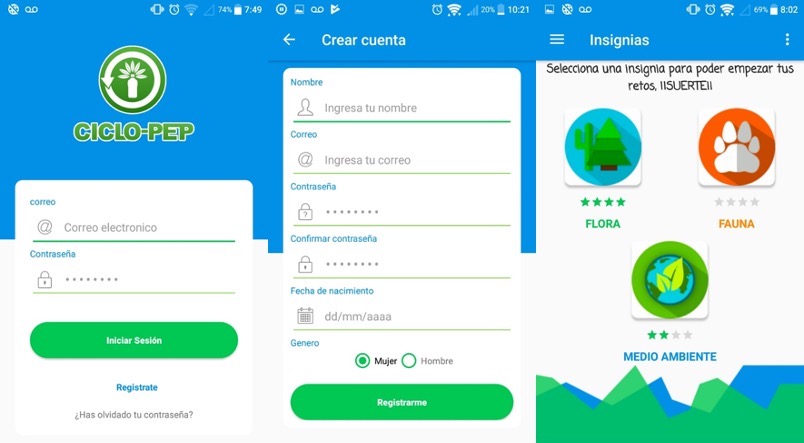 74% 7:49
CICLO-PEP
correo
@ Correo electronico
Contraseña
Iniciar Sesión
Registrate
¿Has olvidado tu contraseña?
20% 10:21
Crear cuenta
Nombre
Ingresa tu nombre
Correo
@ Ingresa tu correo
Contraseña
Confirmar contraseña
Fecha de nacimiento
dd/mm/aaaa
Genero
Mujer Hombre
Registrarme
69% 8:02
Insignias
Selecciona una insignia para poder empezar tus
retos, ¡¡SUERTE¡¡
FLORA
FAUNA
MEDIO AMBIENTE